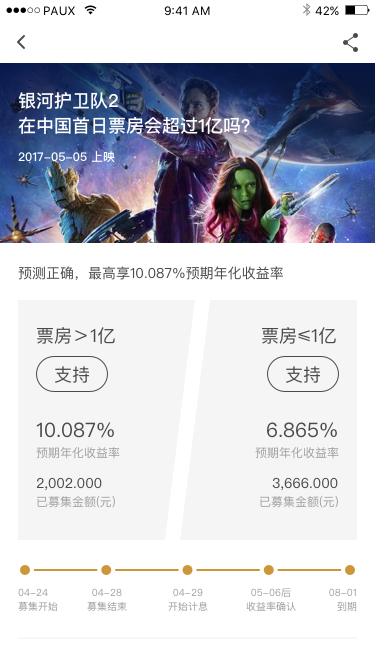 PAUX 9:41 AM 42%
银河护卫队2
在中国首日票房会超过1亿吗?
2017-05-05 上映
预测正确，最高享10.087%预期年化收益率
票房＞1亿 票房≤1亿
支持 支持
10.087% 6.865%
预期年化收益率 预期年化收益率
2,002.000 3,666.000
已募集金额(元) 已募集金额(元)
04-24 04-28 04-29 05-06后 08-01
募集开始 募集结束 开始计息 收益率确认 到期